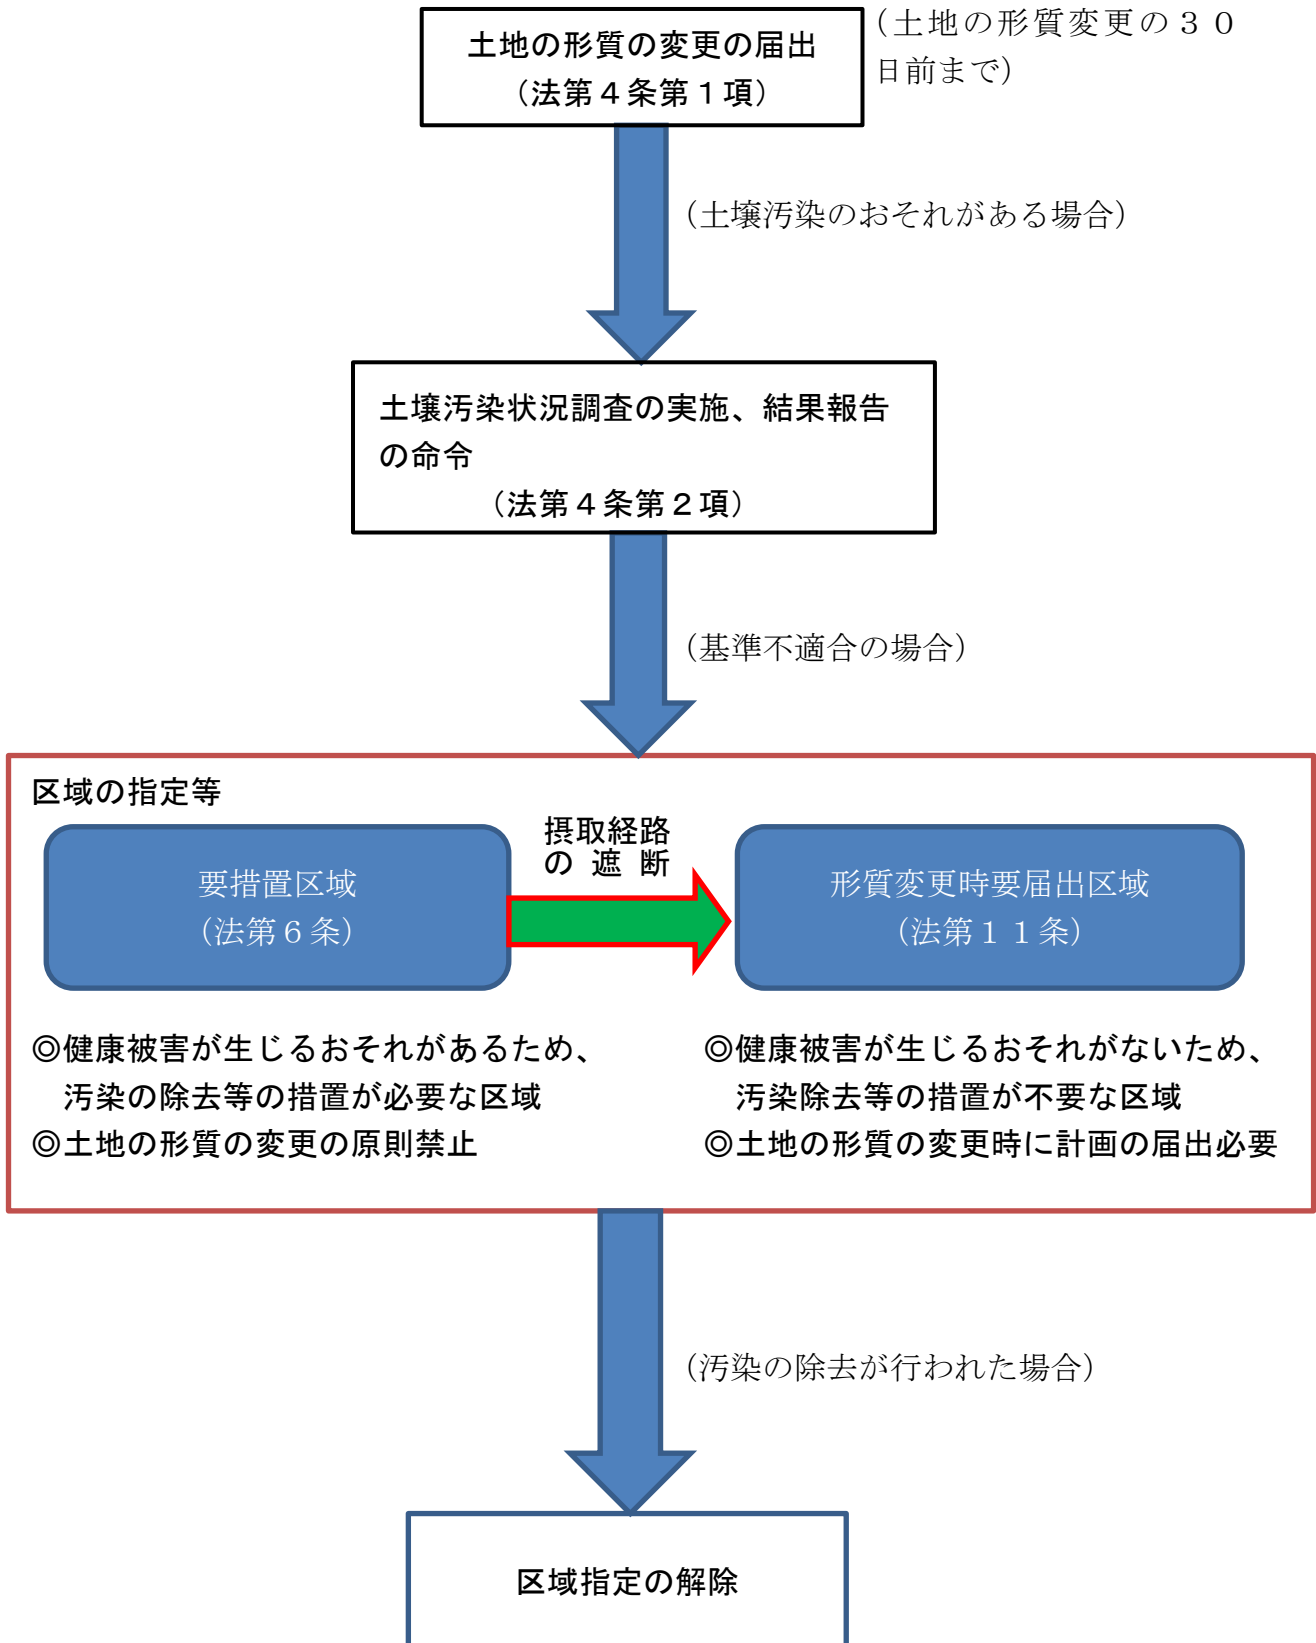 土地の形質の変更の届出
（法第４条第１項）
（土地の形質変更の３０
日前まで）
（土壌汚染のおそれがある場合）
土壌汚染状況調査の実施、結果報告
の命令
（法第４条第２項）
（基準不適合の場合）
区域の指定等
摂取経路
の 遮 断
要措置区域
（法第６条）
形質変更時要届出区域
（法第１１条）
◎健康被害が生じるおそれがあるため、
汚染の除去等の措置が必要な区域
◎土地の形質の変更の原則禁止
◎健康被害が生じるおそれがないため、
汚染除去等の措置が不要な区域
◎土地の形質の変更時に計画の届出必要
（汚染の除去が行われた場合）
区域指定の解除